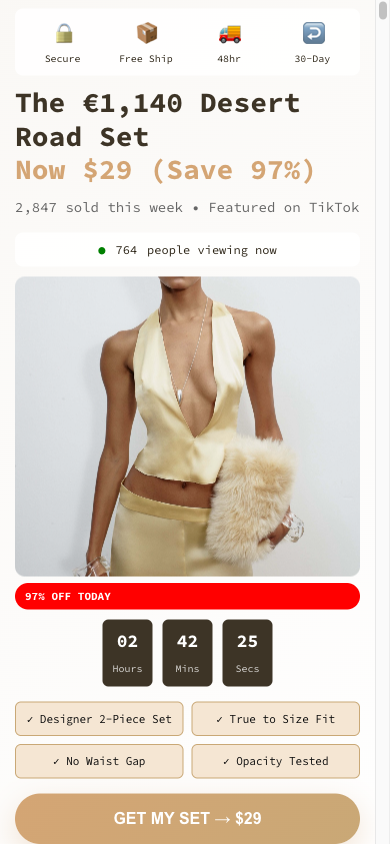 Secure Free Ship 48hr 30-Day
The €1,140 Desert
Road Set
Now $29 (Save 97%)
2,847 sold this week • Featured on TikTok
764 people viewing now
97% OFF TODAY
02 42 25
Hours Mins Secs
✓ Designer 2-Piece Set ✓ True to Size Fit
✓ No Waist Gap ✓ Opacity Tested
GET MY SET → $29